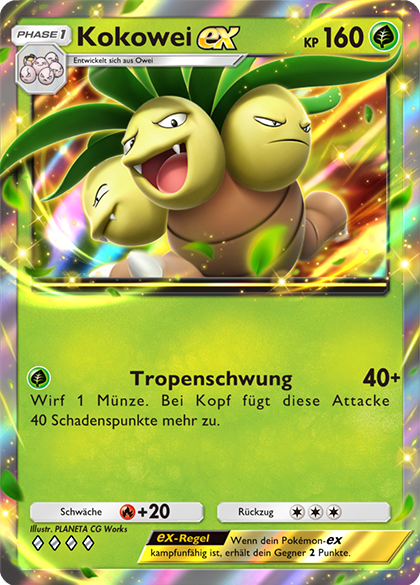 PHASE 1
Kokowei ex
KP 160
Entwickelt sich aus Owei
Tropenschwung 40+
Wirf 1 Münze. Bei Kopf fügt diese Attacke
40 Schadenspunkte mehr zu.
Schwäche +20 Rückzug
Illustr. PLANETA CG Works
ex-Regel Wenn dein Pokémon-ex
kampfunfähig ist, erhält dein Gegner 2 Punkte.